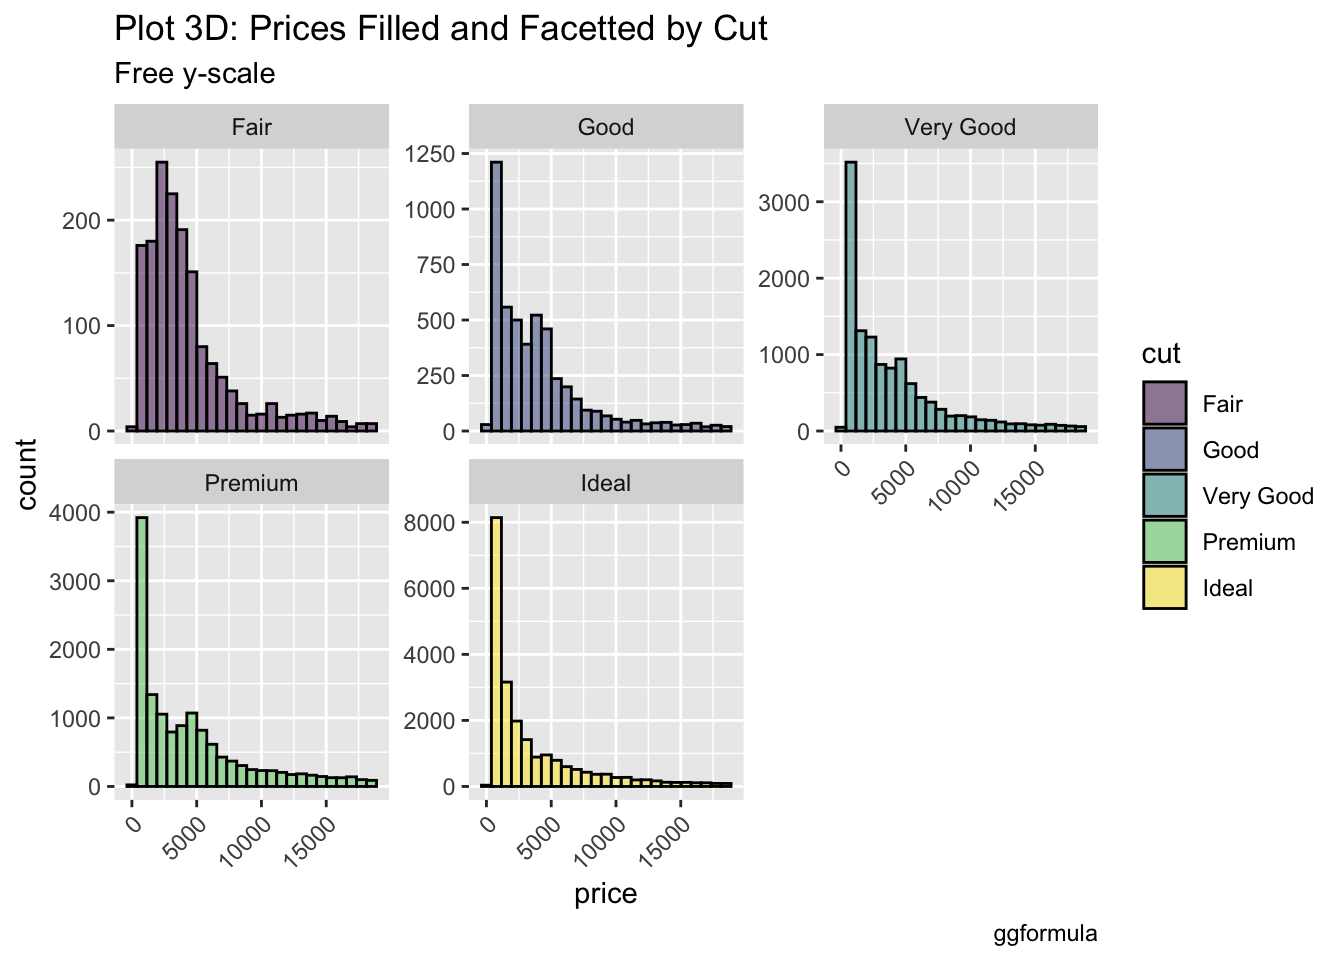 Plot 3D: Prices Filled and Facetted by Cut
Free y-scale
Fair
Good
Very Good
200
100
0
1250
1000
750
500
250
0
3000
2000
1000
0
0
5000
10000
15000
Premium
Ideal
4000
3000
2000
1000
0
8000
6000
4000
2000
0
0
5000
10000
15000
0
5000
10000
15000
count
price
cut
Fair
Good
Very Good
Premium
Ideal
ggformula